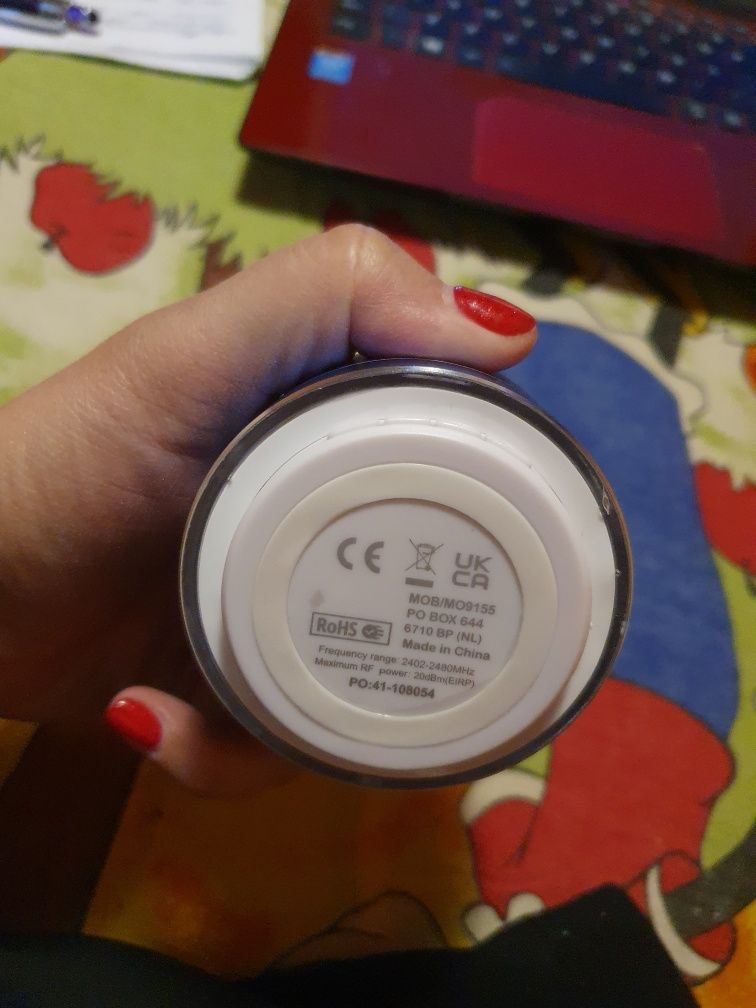 CE
UK
CA
MOB/MO9155
PO BOX 644
6710 BP (NL)
Made in China
RoHS
Frequency range: 2402-2480MHz
Maximum RF power: 20dBm(EIRP)
PO:41-108054